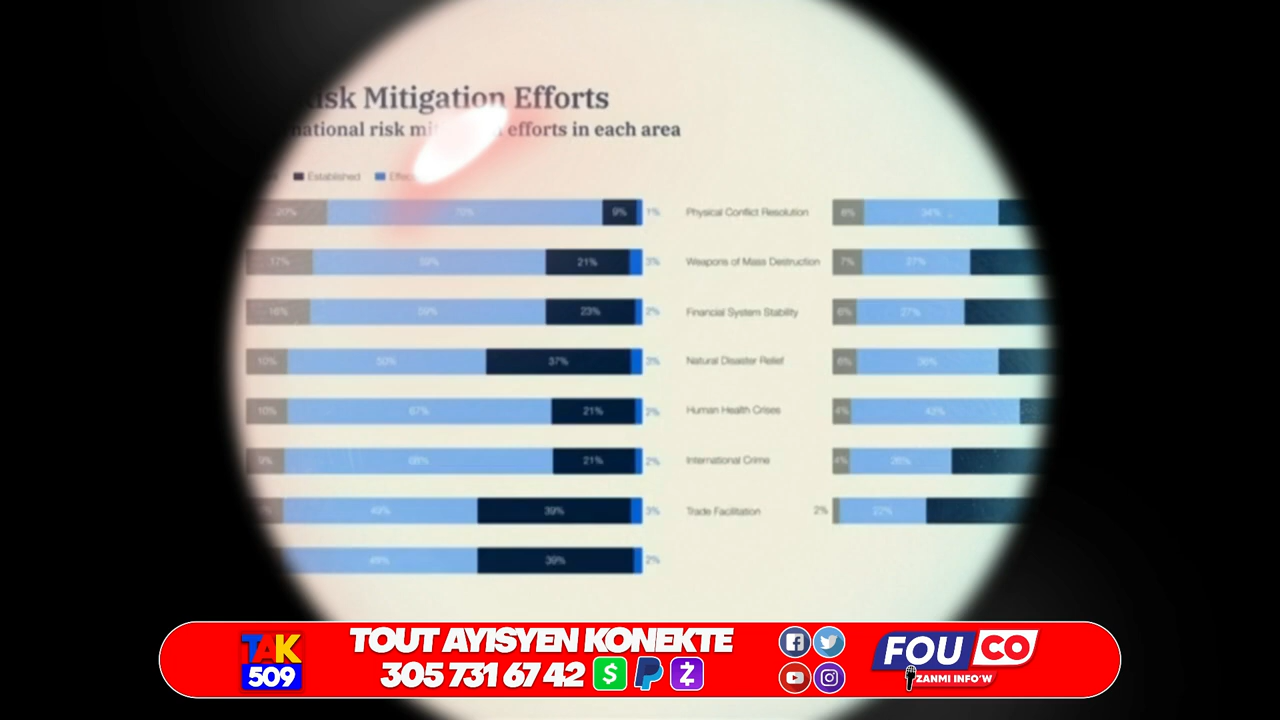 isk Mitigation Efforts
national risk mit efforts in each area
Established Effec
20% 70% 9% 1% Physical Conflict Resolution 8% 34%
17% 59% 21% 3% Weapons of Mass Destruction 7% 27%
16% 59% 23% 2% Financial System Stability 6% 27%
10% 50% 37% 3% Natural Disaster Relief 6% 36%
10% 67% 21% 2% Human Health Crises 4% 43%
9% 68% 21% 2% International Crime 4% 26%
49% 39% 3% Trade Facilitation 2% 22%
49% 39% 2%
TAK
509
TOUT AYISYEN KONEKTE
305 731 67 42
FOU CO
ZANMI INFO'W